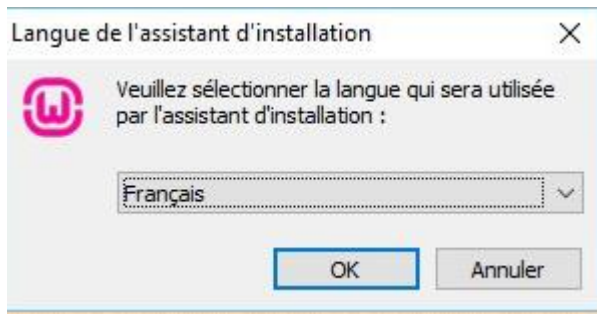 Langue de l'assistant d'installation
Veuillez sélectionner la langue qui sera utilisée
par l'assistant d'installation :
Français
OK
Annuler